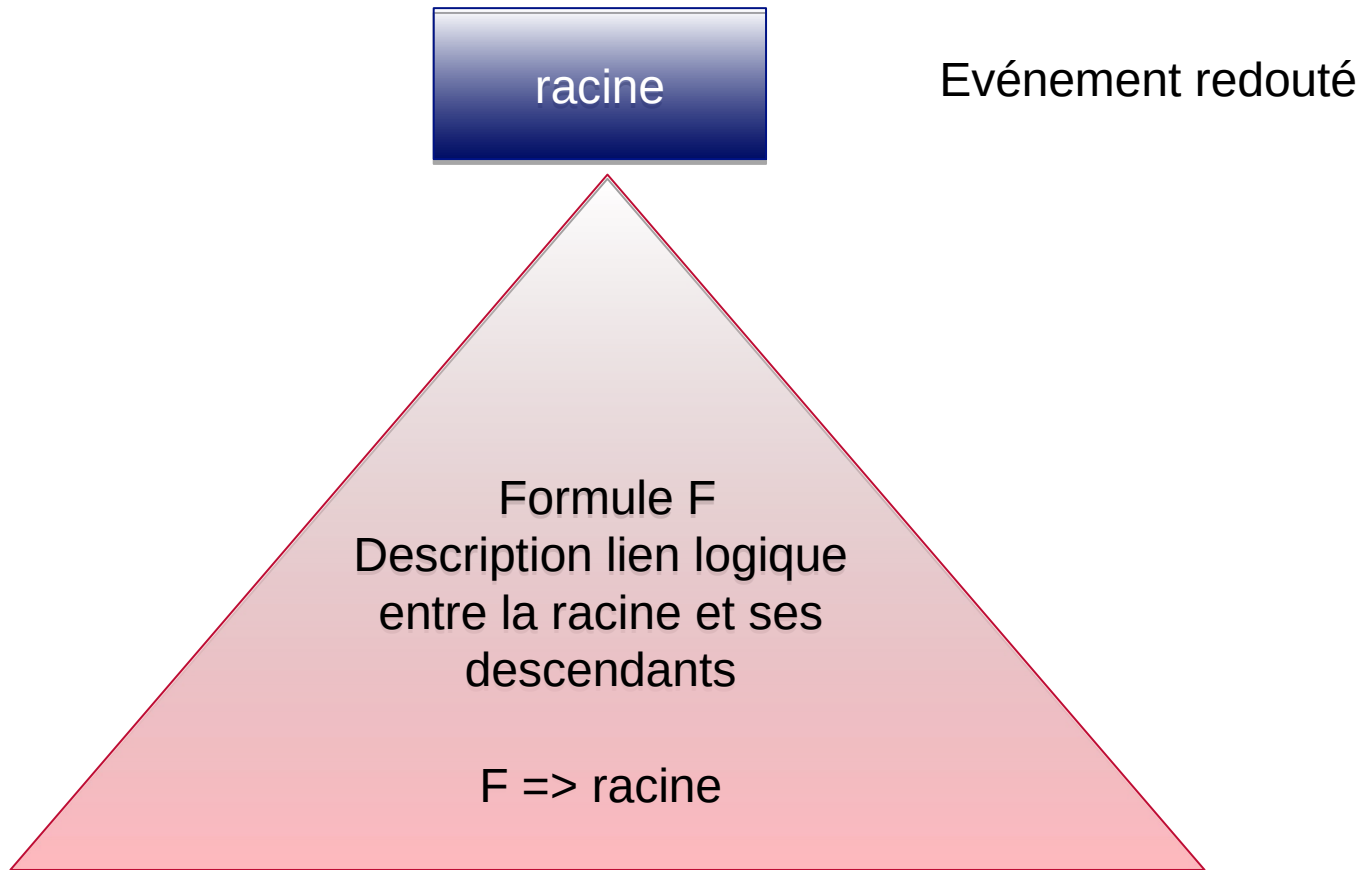 racine
Evénement redouté
Formule F
Description lien logique
entre la racine et ses
descendants
F => racine